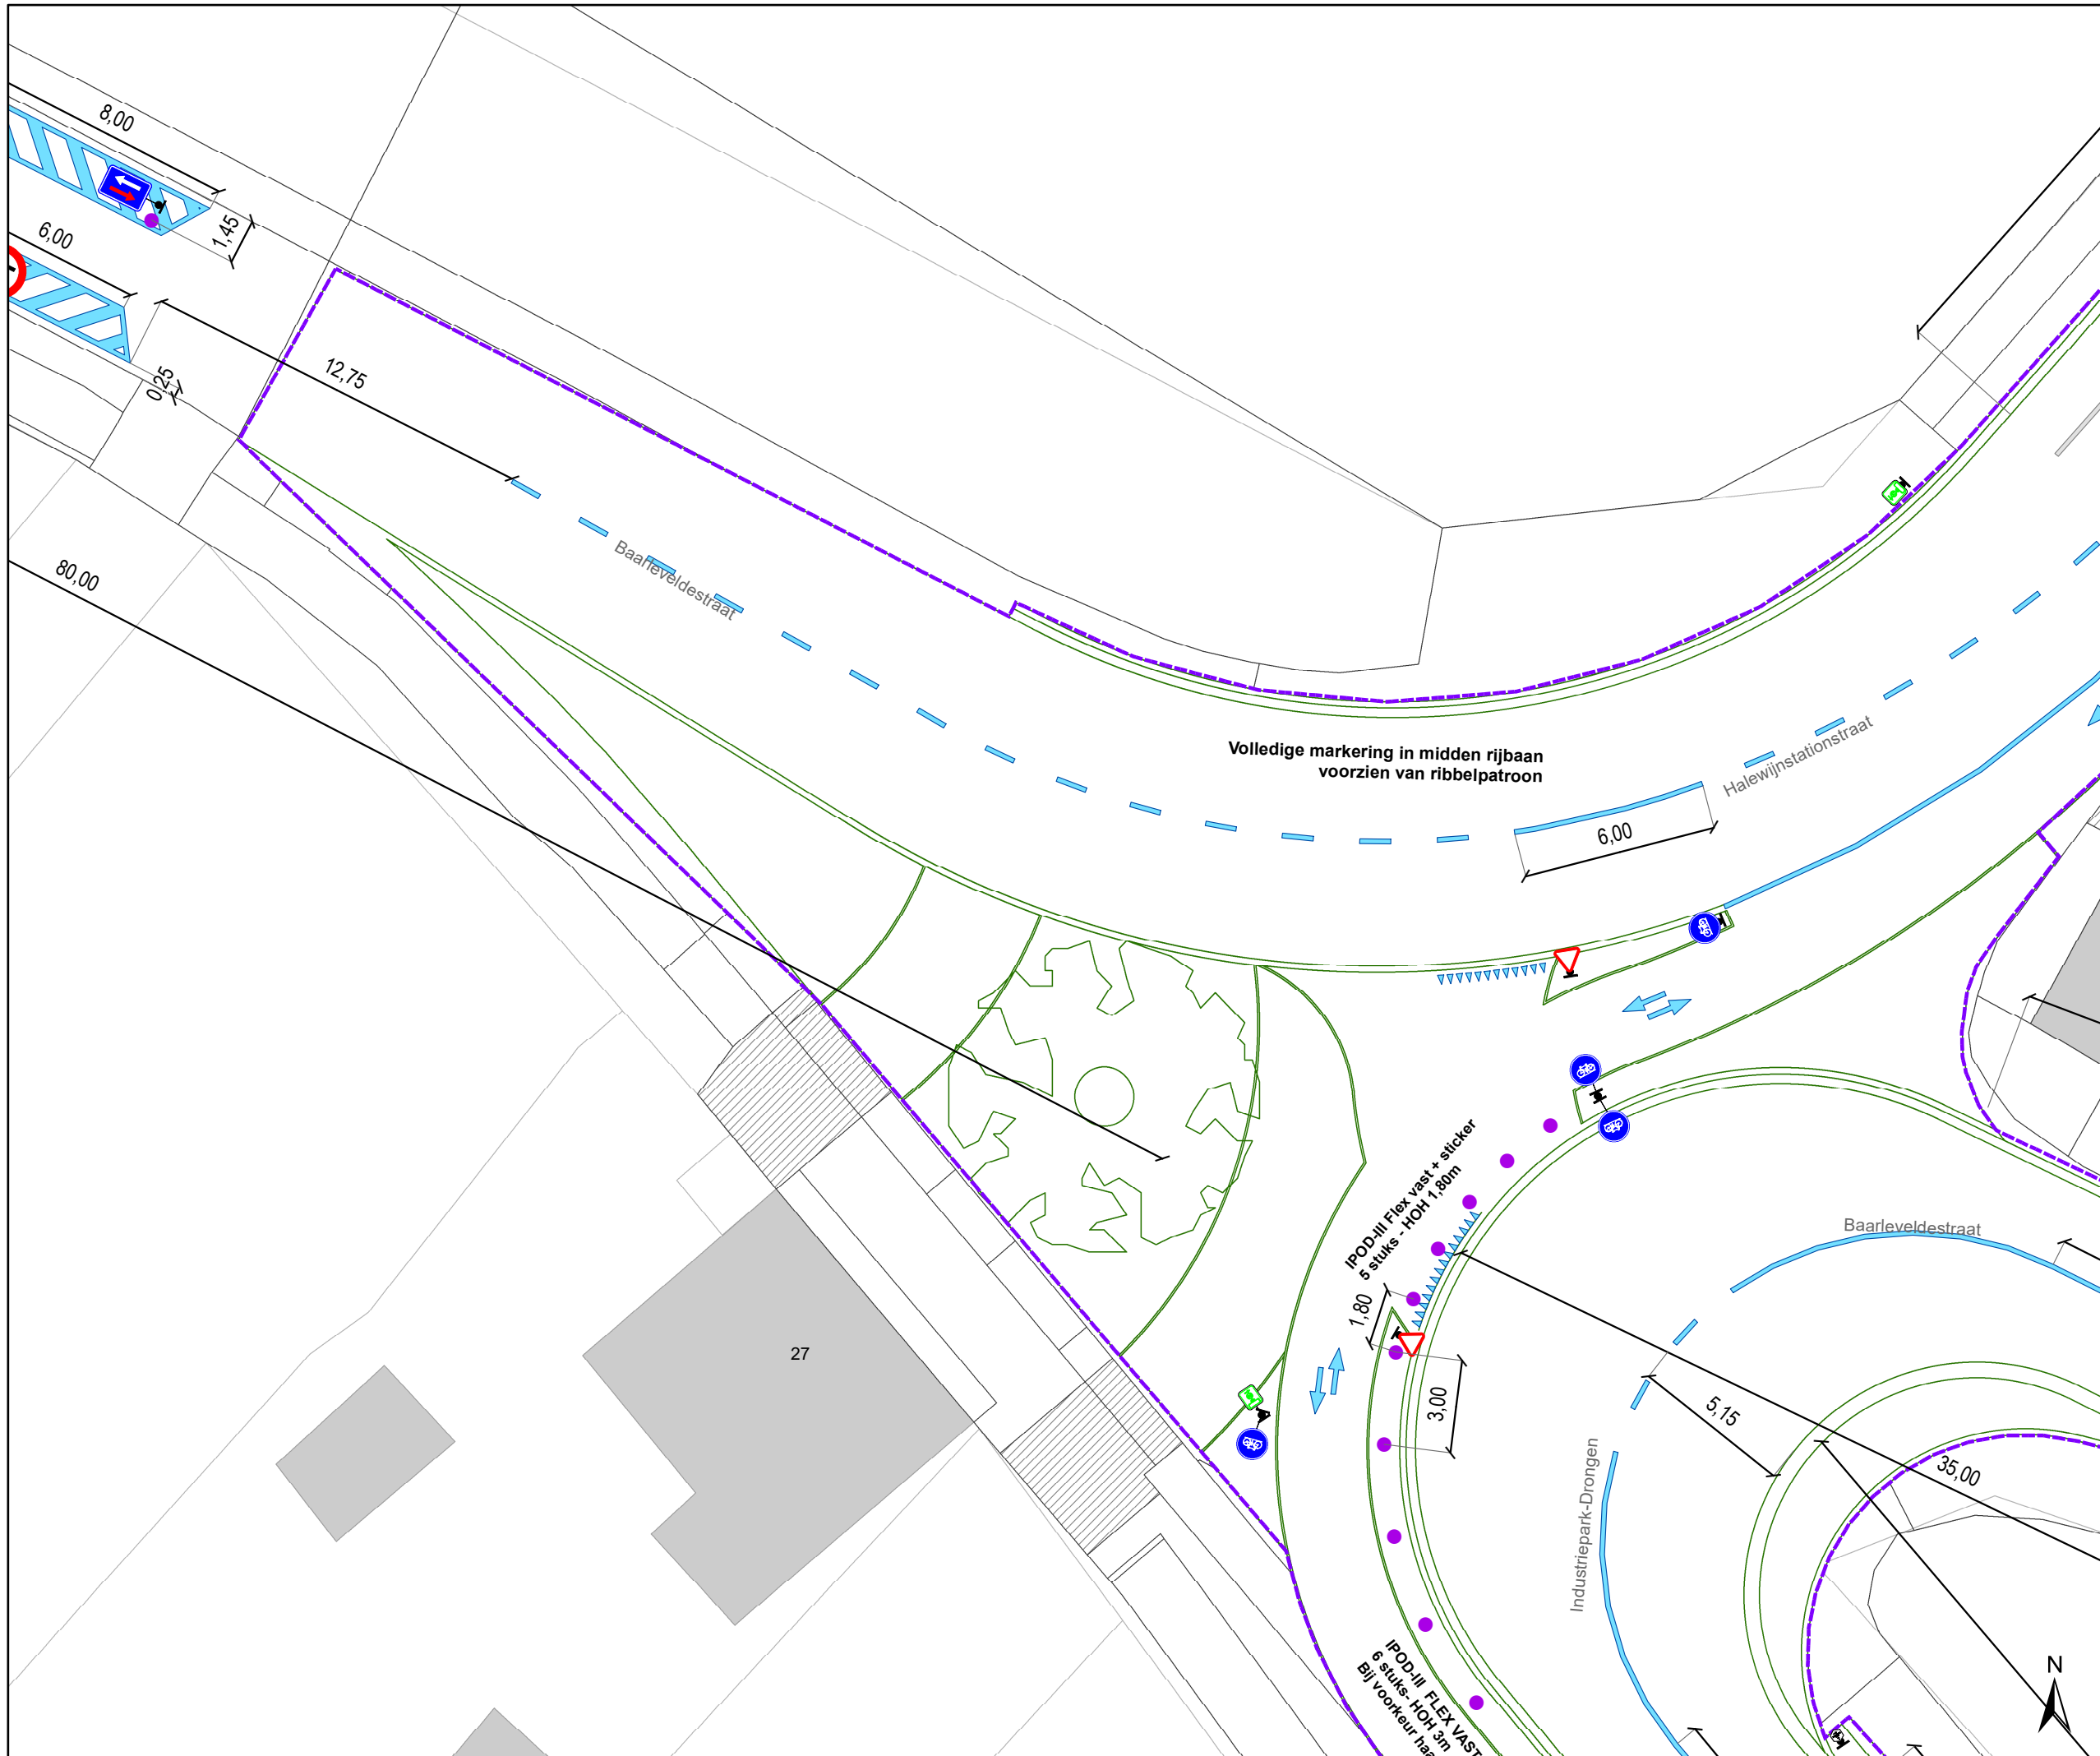 8,00
1,45
6,00
0,25
12,75
80,00
Baarleveldestraat
Volledige markering in midden rijbaan
voorzien van ribbelpatroon
Halewijnstationstraat
6,00
IPOD-III Flex vast + sticker
5 stuks - HOH 1,80m
1,80
3,00
Baarleveldestraat
5,15
35,00
Industriepark-Drongen
27
IPOD-III FLEX VAST
6 stuks- HOH 3m
Bij voorkeur
N